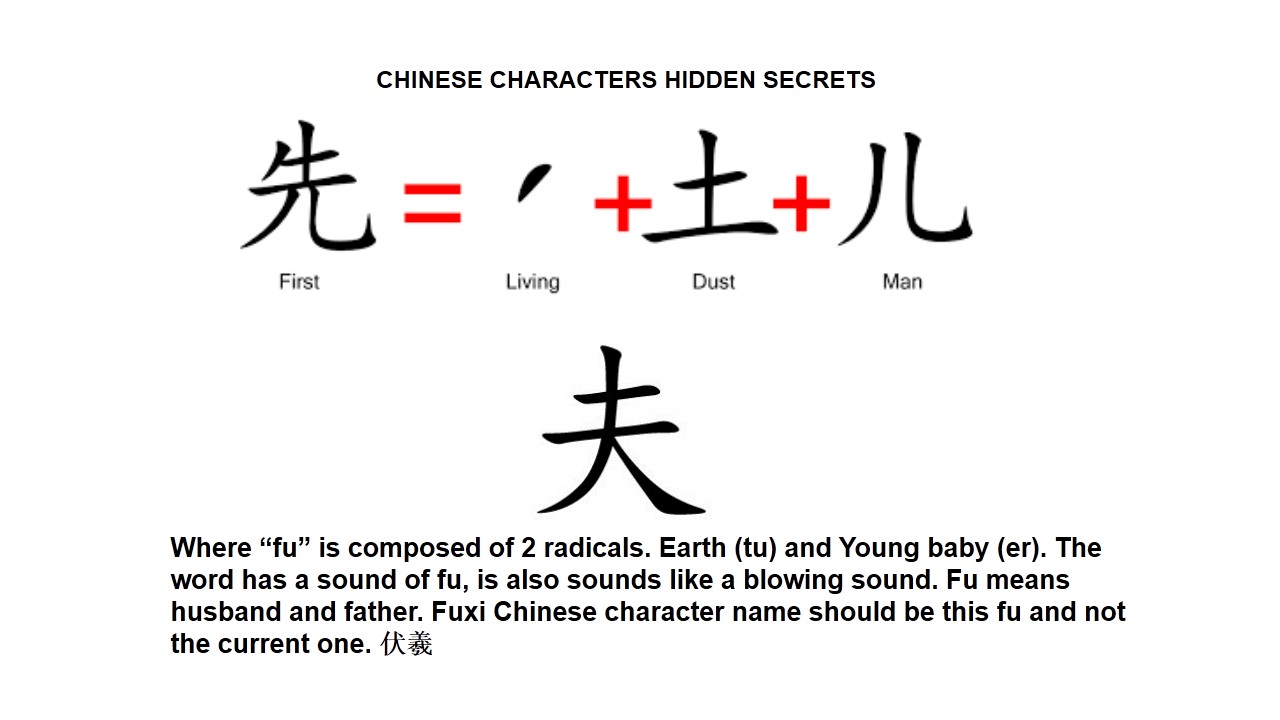 CHINESE CHARACTERS HIDDEN SECRETS
先 = ㇒ + 土 + 儿
First Living Dust Man
夫
Where “fu” is composed of 2 radicals. Earth (tu) and Young baby (er). The
word has a sound of fu, is also sounds like a blowing sound. Fu means
husband and father. Fuxi Chinese character name should be this fu and not
the current one. 伏羲